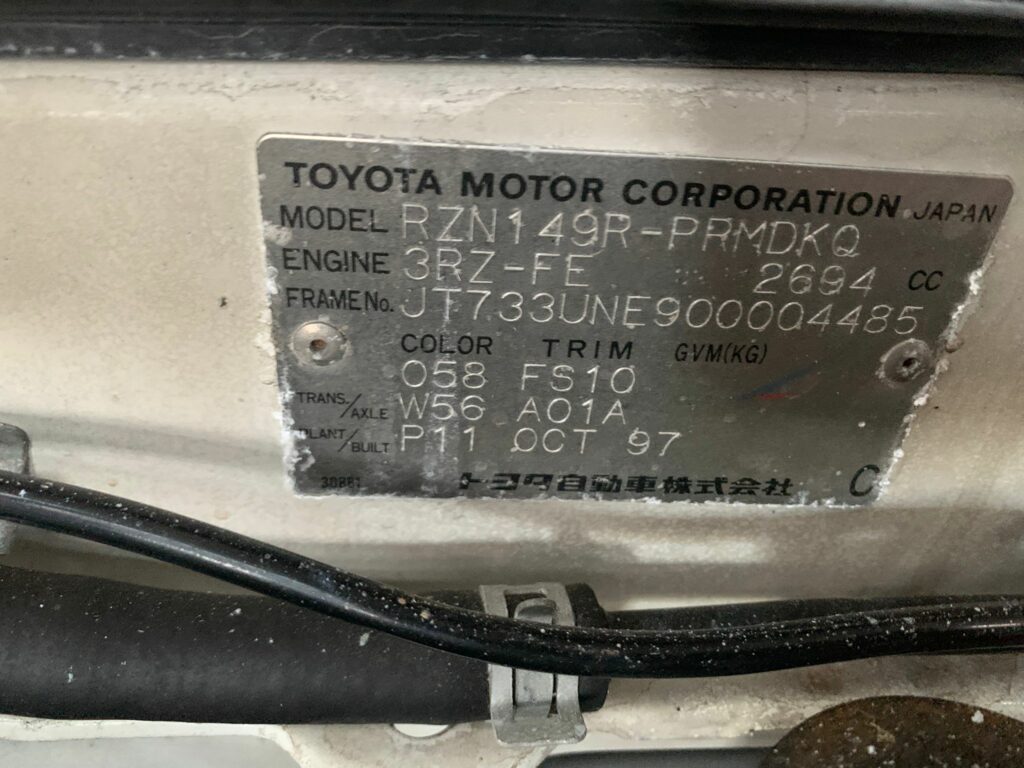 TOYOTA MOTOR CORPORATION JAPAN
MODEL RZN149R-PRMDKQ
ENGINE 3RZ-FE 2694 CC
FRAME No. JT733UNE900004485
COLOR TRIM GVM(KG)
058 FS10
TRANS./AXLE W56 A01A
PLANT/BUILT P11 OCT 97
30881 トヨタ自動車株式会社 C